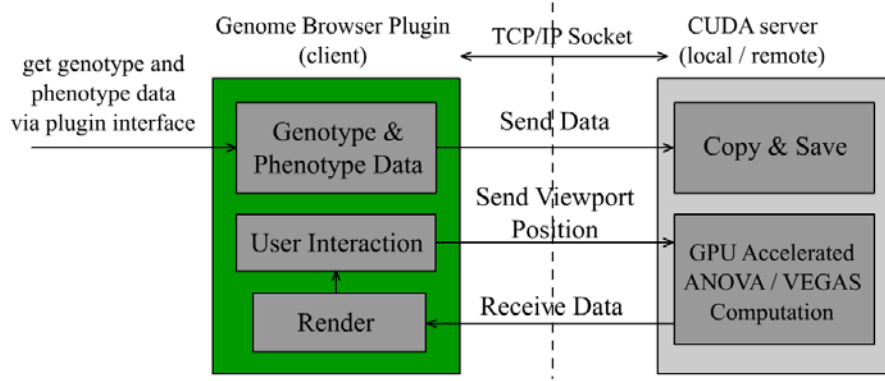 Genome Browser Plugin
(client)
TCP/IP Socket
CUDA server
(local / remote)
get genotype and
phenotype data
via plugin interface
Genotype &
Phenotype Data
Send Data
Copy & Save
Send Viewport
Position
User Interaction
GPU Accelerated
ANOVA / VEGAS
Computation
Receive Data
Render